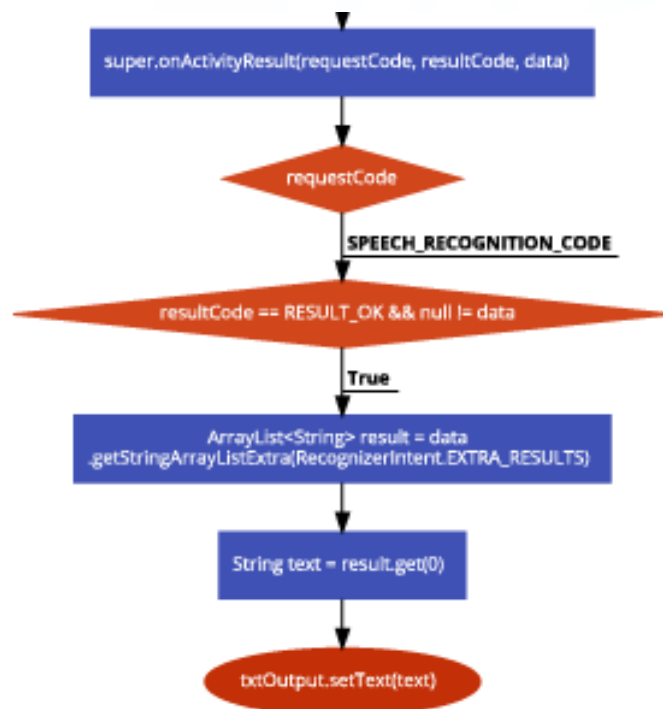 super.onActivityResult(requestCode, resultCode, data)
requestCode
SPEECH_RECOGNITION_CODE
resultCode == RESULT_OK && null != data
True
ArrayList<String> result = data
.getStringArrayListExtra(RecognizerIntent.EXTRA_RESULTS)
String text = result.get(0)
txtOutput.setText(text)